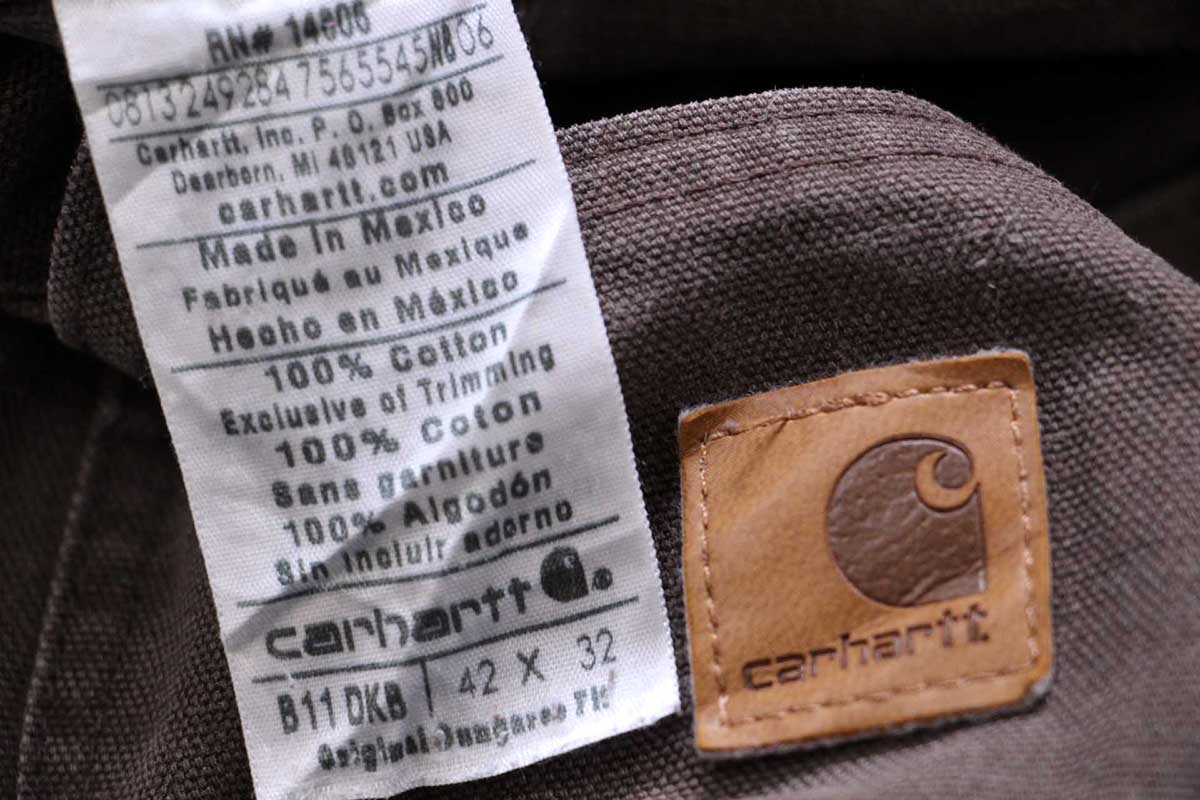 RN# 14806
0813249284756554 5NB06
Carhartt, Inc. P. O. Box 600
Dearborn, MI 48121 USA
carhartt.com
Made in Mexico
Fabriqué au Mexique
Hecho en México
100% Cotton
Exclusive of Trimming
100% Coton
Sans garniture
100% Algodón
Sin incluir adorno
carhartt
B11 DKB 42 X 32
Original Dungaree Fit
carhartt